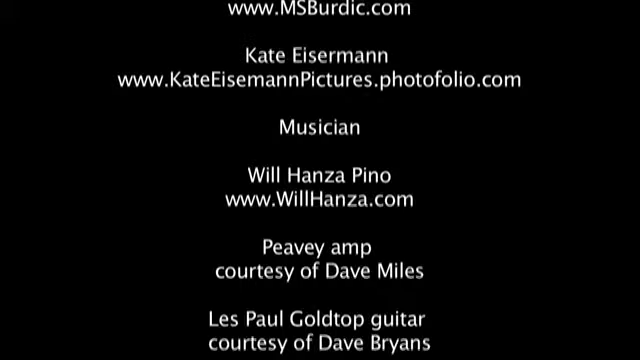 www.MSBurdic.com
Kate Eisermann
www.KateEisemannPictures.photofolio.com
Musician
Will Hanza Pino
www.WillHanza.com
Peavey amp
courtesy of Dave Miles
Les Paul Goldtop guitar
courtesy of Dave Bryans